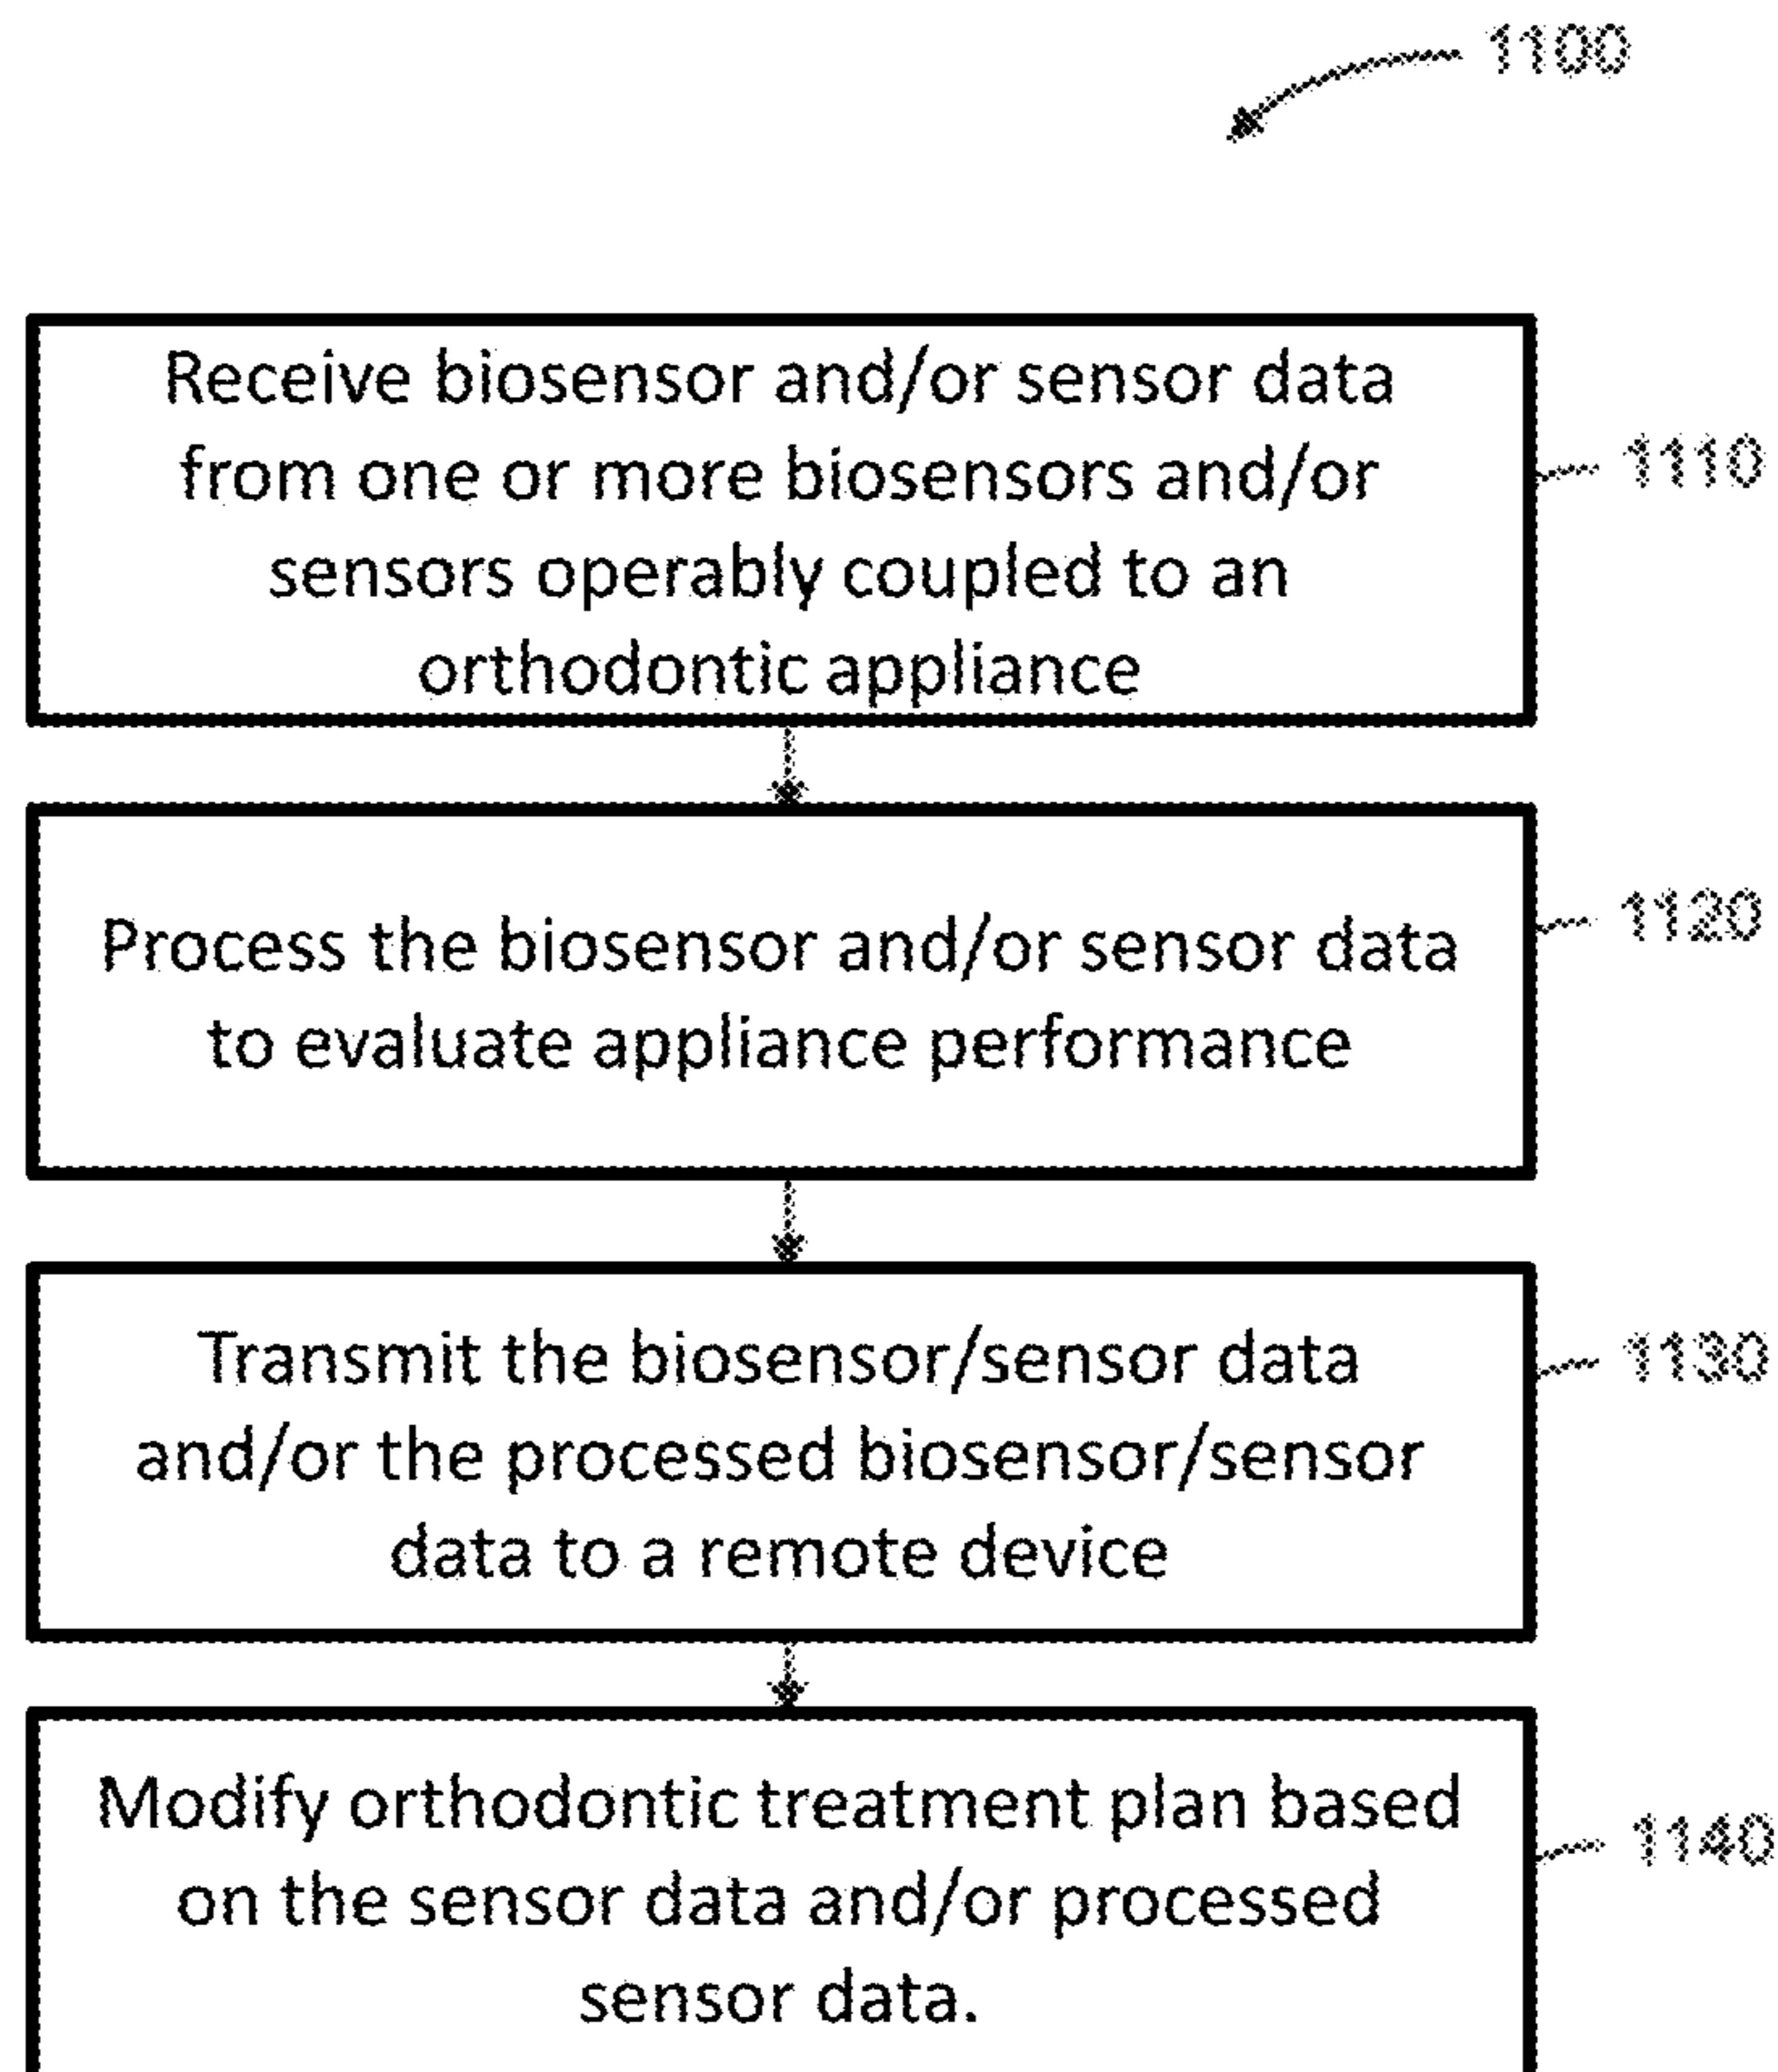 1100
Receive biosensor and/or sensor data
from one or more biosensors and/or
sensors operably coupled to an
orthodontic appliance
1110
Process the biosensor and/or sensor data
to evaluate appliance performance
1120
Transmit the biosensor/sensor data
and/or the processed biosensor/sensor
data to a remote device
1130
Modify orthodontic treatment plan based
on the sensor data and/or processed
sensor data.
1140